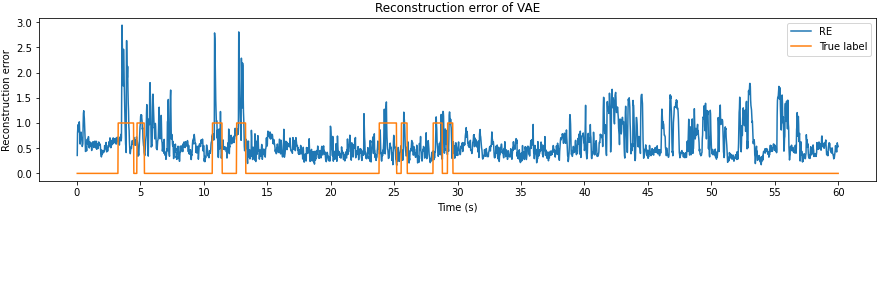 Reconstruction error of VAE
Reconstruction error
3.0
2.5
2.0
1.5
1.0
0.5
0.0
RE
True label
0 5 10 15 20 25 30 35 40 45 50 55 60
Time (s)